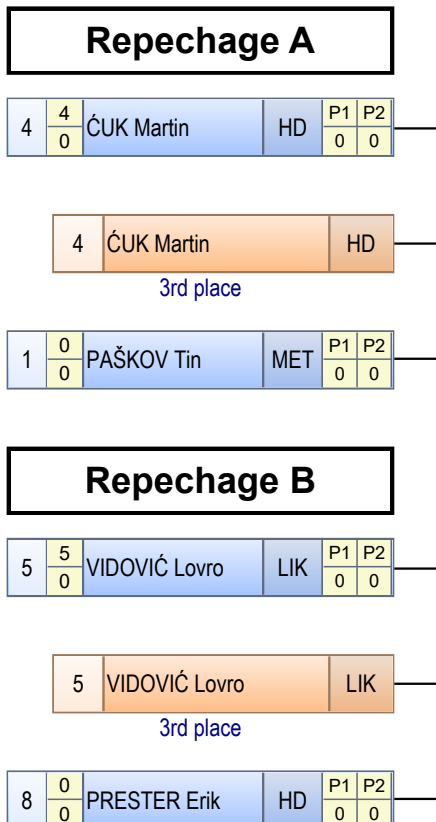 Repechage A
4 4 0 ĆUK Martin HD P1 P2 0 0
4 ĆUK Martin HD
3rd place
1 0 0 PAŠKOV Tin MET P1 P2 0 0
Repechage B
5 5 0 VIDOVIĆ Lovro LIK P1 P2 0 0
5 VIDOVIĆ Lovro LIK
3rd place
8 0 0 PRESTER Erik HD P1 P2 0 0